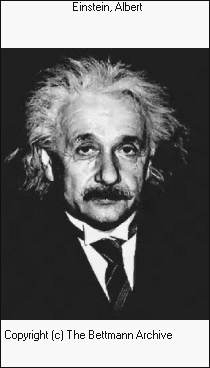 Einstein, Albert
Copyright (c) The Bettmann Archive